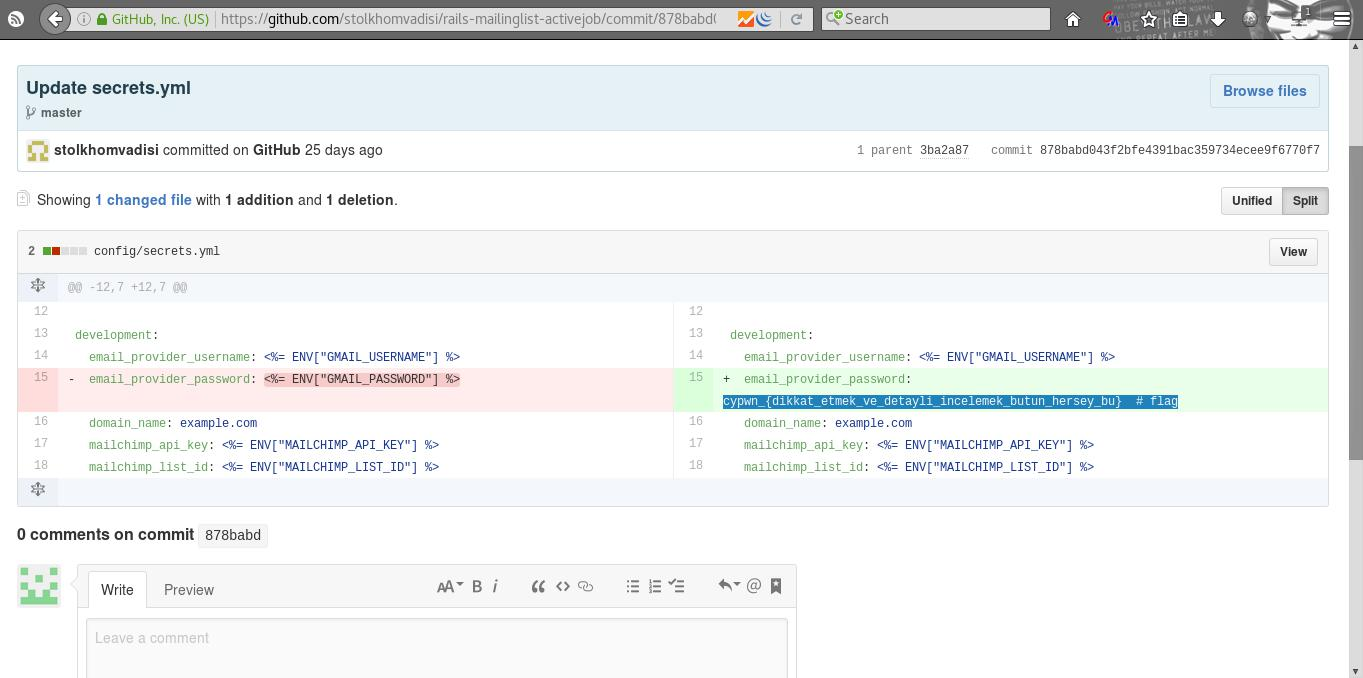 GitHub, Inc. (US)
https://github.com/stolkhomvadisi/rails-mailinglist-activejob/commit/878babd0
Search
1
Update secrets.yml
master
Browse files
stolkhomvadisi committed on GitHub 25 days ago
1 parent 3ba2a87 commit 878babd043f2bfe4391bac359734ecee9f6770f7
Showing 1 changed file with 1 addition and 1 deletion.
Unified Split
2 config/secrets.yml
View
@@ -12,7 +12,7 @@
12
13 development:
14 email_provider_username: <%= ENV["GMAIL_USERNAME"] %>
15 - email_provider_password: <%= ENV["GMAIL_PASSWORD"] %>
16 domain_name: example.com
17 mailchimp_api_key: <%= ENV["MAILCHIMP_API_KEY"] %>
18 mailchimp_list_id: <%= ENV["MAILCHIMP_LIST_ID"] %>
12
13 development:
14 email_provider_username: <%= ENV["GMAIL_USERNAME"] %>
15 + email_provider_password:
cypwn_{dikkat_etmek_ve_detayli_incelemek_butun_hersey_bu} # flag
16 domain_name: example.com
17 mailchimp_api_key: <%= ENV["MAILCHIMP_API_KEY"] %>
18 mailchimp_list_id: <%= ENV["MAILCHIMP_LIST_ID"] %>
0 comments on commit 878babd
Write Preview
AA B i @
Leave a comment